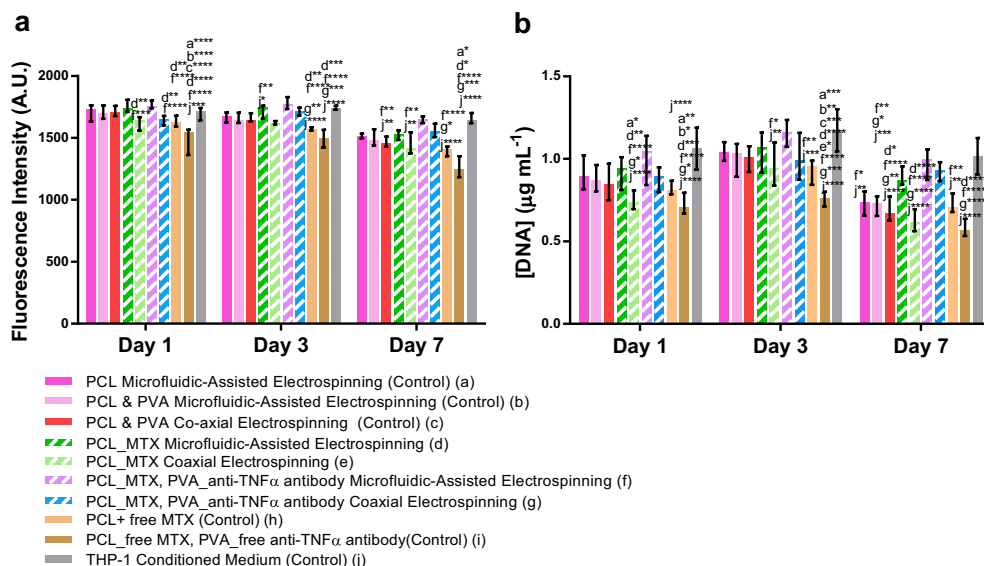 a
b
Fluorescence Intensity (A.U.)
2000
1500
1000
500
0
Day 1
Day 3
Day 7
a****
b****
c****
d****
d**
f****
f**
j*
d**
f****
g**
j**
d****
f****
g***
j****
f**
j**
f**
j**
f**
g*
j****
a*
d*
f****
g***
j****
[DNA] (µg mL⁻¹)
1.5
1.0
0.5
0.0
Day 1
Day 3
Day 7
a*
d**
f****
g*
j****
j****
a**
b**
d**
f****
g*
j****
f**
j**
f**
j***
a***
b**
c**
d****
e*
f****
g***
j****
f*
j**
f**
g*
j***
d*
f****
g**
j****
d****
f****
g****
j****
f**
j***
d****
f****
g****
j****
PCL Microfluidic-Assisted Electrospinning (Control) (a)
PCL & PVA Microfluidic-Assisted Electrospinning (Control) (b)
PCL & PVA Co-axial Electrospinning (Control) (c)
PCL_MTX Microfluidic-Assisted Electrospinning (d)
PCL_MTX Coaxial Electrospinning (e)
PCL_MTX, PVA_anti-TNFα antibody Microfluidic-Assisted Electrospinning (f)
PCL_MTX, PVA_anti-TNFα antibody Coaxial Electrospinning (g)
PCL+ free MTX (Control) (h)
PCL_free MTX, PVA_free anti-TNFα antibody(Control) (i)
THP-1 Conditioned Medium (Control) (j)